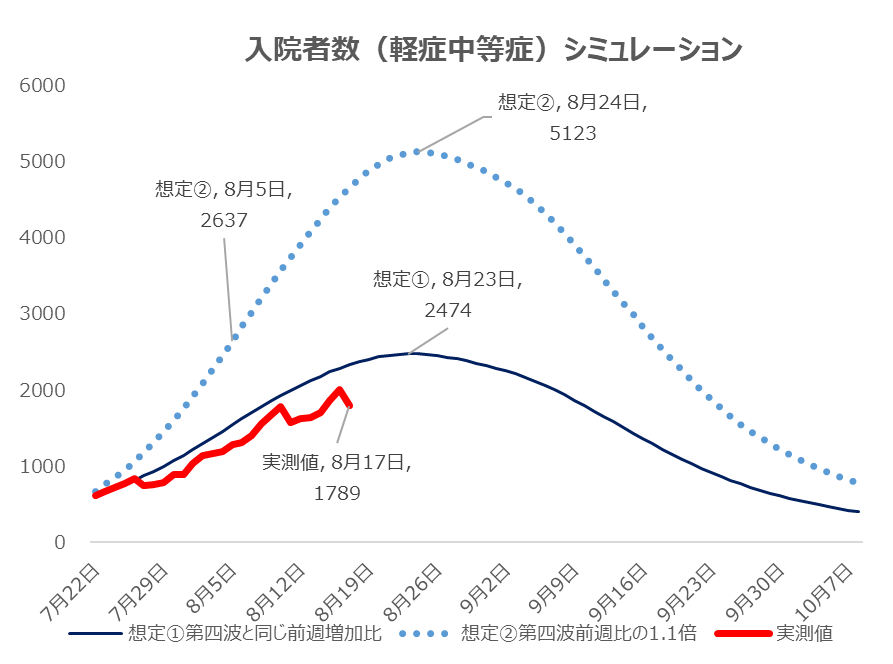 入院者数（軽症中等症）シミュレーション
6000
5000
4000
3000
2000
1000
0
想定②, 8月24日,
5123
想定②, 8月5日,
2637
想定①, 8月23日,
2474
実測値, 8月17日,
1789
7月22日
7月29日
8月5日
8月12日
8月19日
8月26日
9月2日
9月9日
9月16日
9月23日
9月30日
10月7日
想定①第四波と同じ前週増加比
想定②第四波前週比の1.1倍
実測値